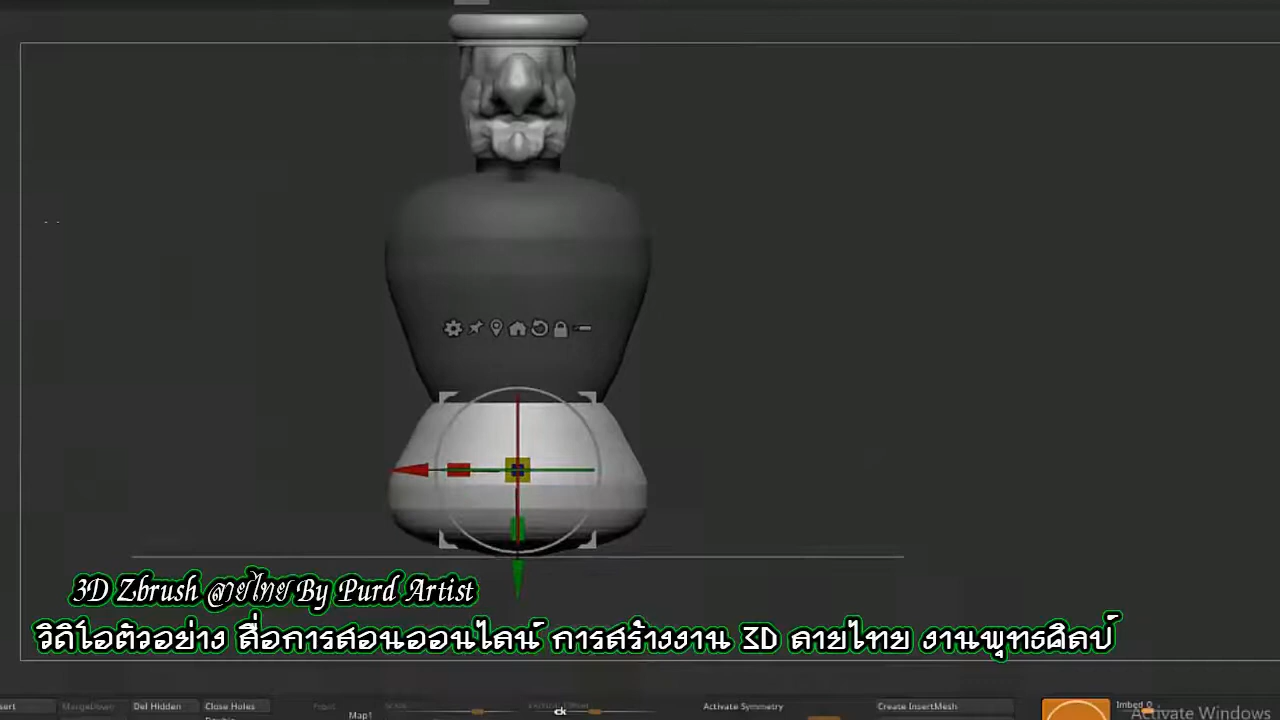 3D Zbrush ลายไทย By Purd Artist
วิดีโอตัวอย่าง สื่อการสอนออนไลน์ การสร้างงาน 3D ลายไทย งานพุทธศิลป์
Del Hidden Close Holes Activate Symmetry Create InsertMesh Imbed 0
Map1
Activate Windows